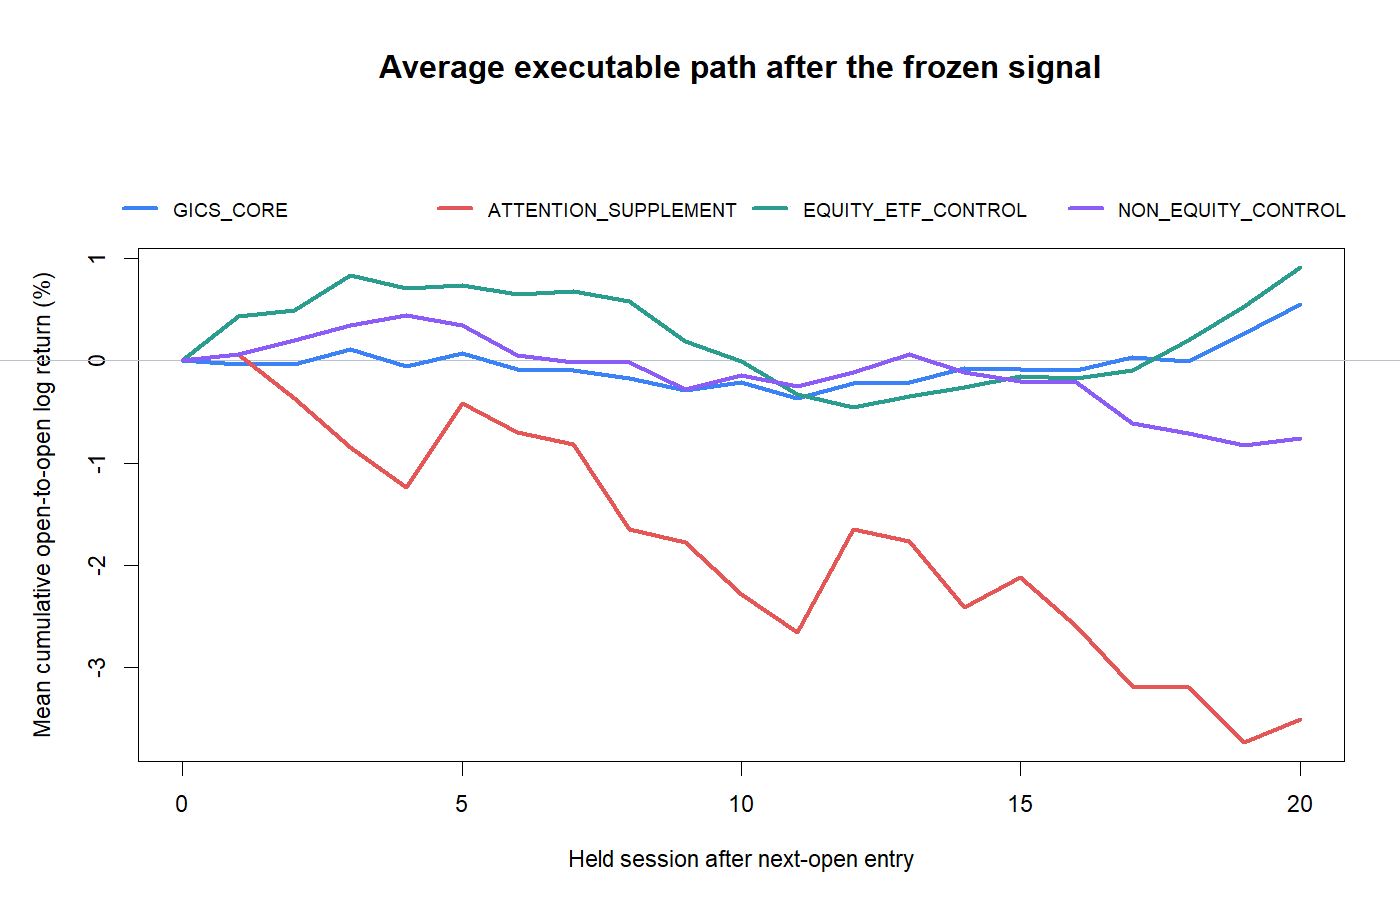 Average executable path after the frozen signal
GICS_CORE
ATTENTION_SUPPLEMENT
EQUITY_ETF_CONTROL
NON_EQUITY_CONTROL
Mean cumulative open-to-open log return (%)
1
0
-1
-2
-3
0
5
10
15
20
Held session after next-open entry